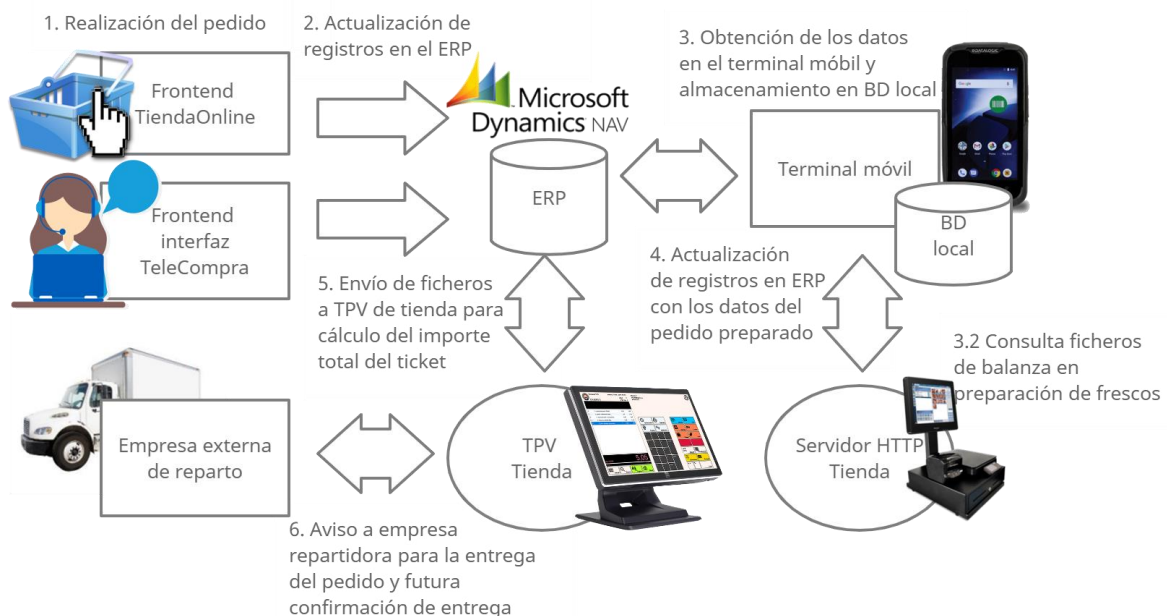 1. Realización del pedido
Frontend
TiendaOnline
2. Actualización de
registros en el ERP
Microsoft
Dynamics NAV
3. Obtención de los datos
en el terminal móbil y
almacenamiento en BD local
DATALOGIC
Terminal móvil
ERP
BD
local
Frontend
interfaz
TeleCompra
5. Envío de ficheros
a TPV de tienda para
cálculo del importe
total del ticket
4. Actualización
de registros en ERP
con los datos del
pedido preparado
3.2 Consulta ficheros
de balanza en
preparación de frescos
Empresa externa
de reparto
TPV
Tienda
Servidor HTTP
Tienda
6. Aviso a empresa
repartidora para la entrega
del pedido y futura
confirmación de entrega